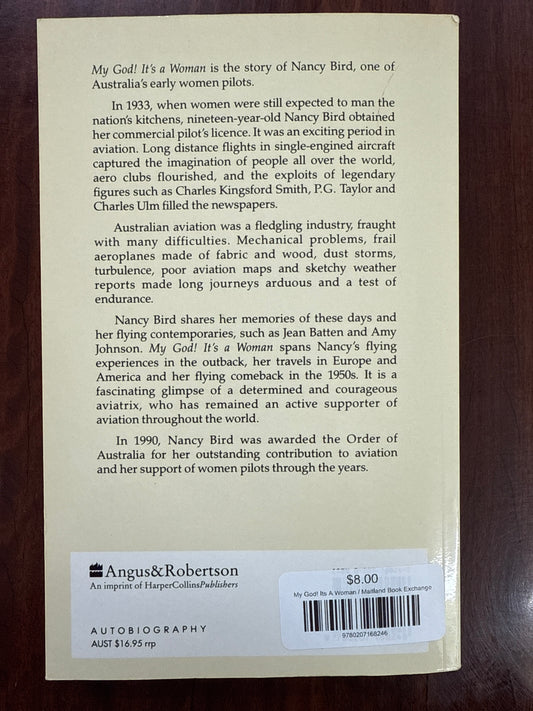 My God! It's a Woman is the story of Nancy Bird, one of
Australia's early women pilots.
In 1933, when women were still expected to man the
nation's kitchens, nineteen-year-old Nancy Bird obtained
her commercial pilot's licence. It was an exciting period in
aviation. Long distance flights in single-engined aircraft
captured the imagination of people all over the world,
aero clubs flourished, and the exploits of legendary
figures such as Charles Kingsford Smith, P.G. Taylor and
Charles Ulm filled the newspapers.
Australian aviation was a fledgling industry, fraught
with many difficulties. Mechanical problems, frail
aeroplanes made of fabric and wood, dust storms,
turbulence, poor aviation maps and sketchy weather
reports made long journeys arduous and a test of
endurance.
Nancy Bird shares her memories of these days and
her flying contemporaries, such as Jean Batten and Amy
Johnson. My God! It's a Woman spans Nancy's flying
experiences in the outback, her travels in Europe and
America and her flying comeback in the 1950s. It is a
fascinating glimpse of a determined and courageous
aviatrix, who has remained an active supporter of
aviation throughout the world.
In 1990, Nancy Bird was awarded the Order of
Australia for her outstanding contribution to aviation
and her support of women pilots through the years.
Angus&Robertson
An imprint of HarperCollinsPublishers
AUTOBIOGRAPHY
AUST $16.95 rrp
$8.00
My God! Its A Woman / Maitland Book Exchange
9780207168246